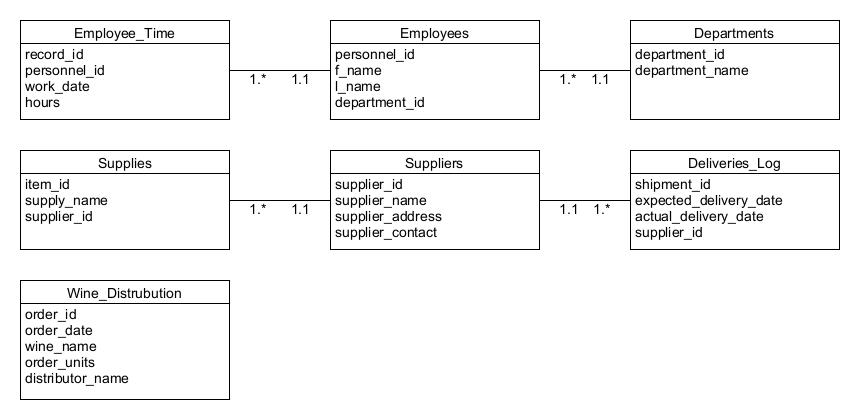 Employee_Time
record_id
personnel_id
work_date
hours
1.* 1.1
Employees
personnel_id
f_name
l_name
department_id
1.* 1.1
Departments
department_id
department_name
Supplies
item_id
supply_name
supplier_id
1.* 1.1
Suppliers
supplier_id
supplier_name
supplier_address
supplier_contact
1.1 1.*
Deliveries_Log
shipment_id
expected_delivery_date
actual_delivery_date
supplier_id
Wine_Distrubution
order_id
order_date
wine_name
order_units
distributor_name